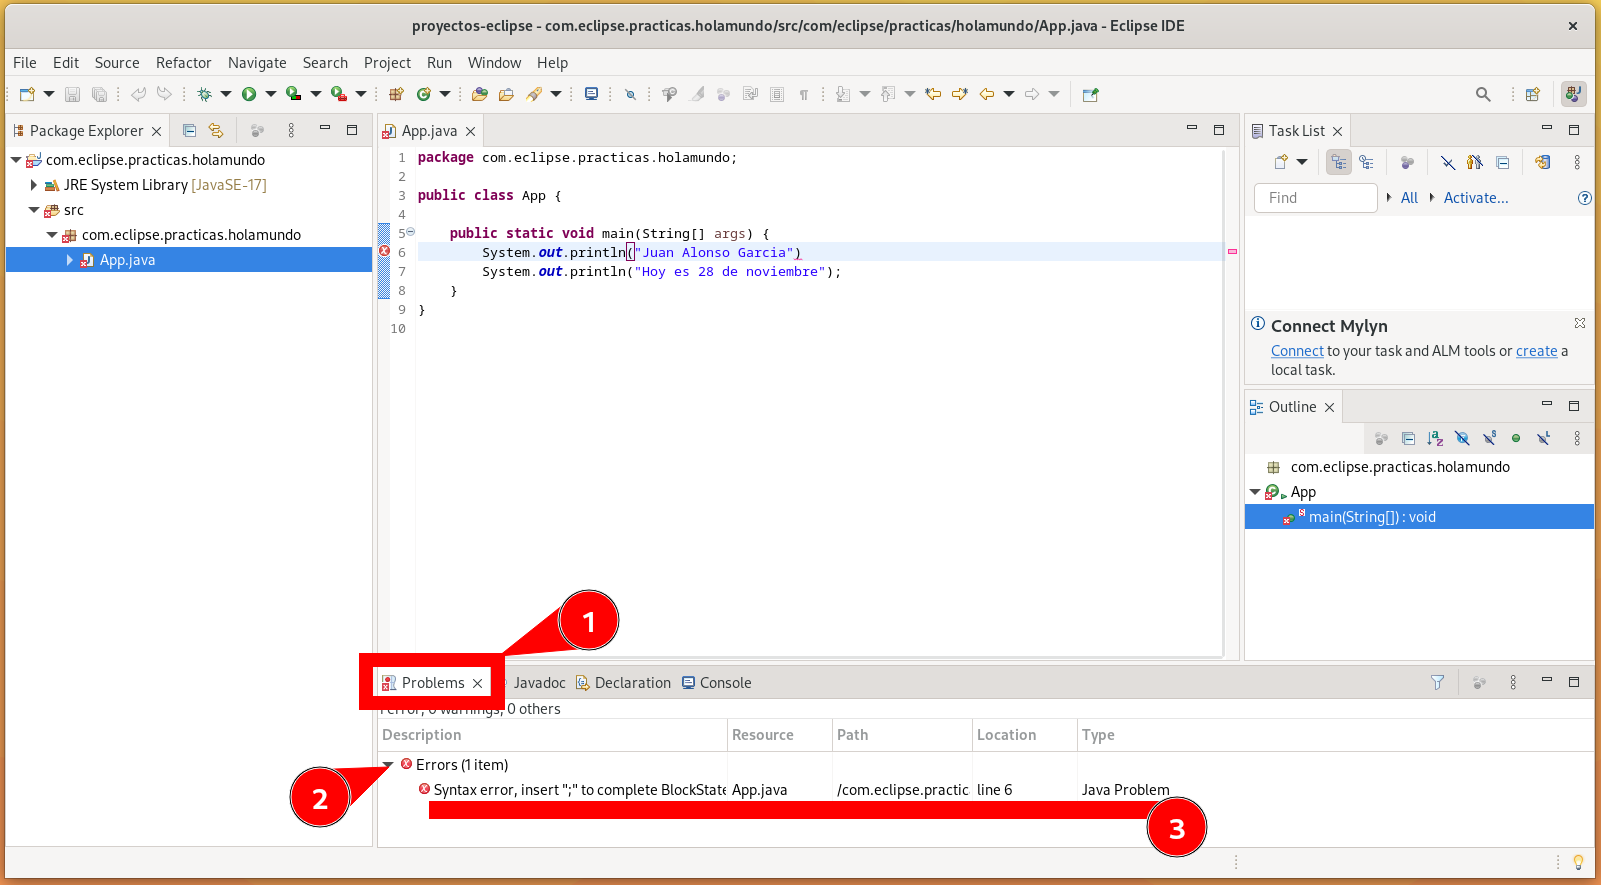 proyectos-eclipse - com.eclipse.practicas.holamundo/src/com/eclipse/practicas/holamundo/App.java - Eclipse IDE
File Edit Source Refactor Navigate Search Project Run Window Help
Package Explorer
com.eclipse.practicas.holamundo
JRE System Library [JavaSE-17]
src
com.eclipse.practicas.holamundo
App.java
App.java
1 package com.eclipse.practicas.holamundo;
2
3 public class App {
4
5 public static void main(String[] args) {
6 System.out.println("Juan Alonso Garcia")
7 System.out.println("Hoy es 28 de noviembre");
8 }
9 }
10
Task List
Find All Activate...
Connect Mylyn
Connect to your task and ALM tools or create a
local task.
Outline
com.eclipse.practicas.holamundo
App
main(String[]) : void
1
Problems Javadoc Declaration Console
1 error, 0 warnings, 0 others
Description Resource Path Location Type
Errors (1 item)
2
Syntax error, insert ";" to complete BlockState App.java /com.eclipse.practic line 6 Java Problem
3